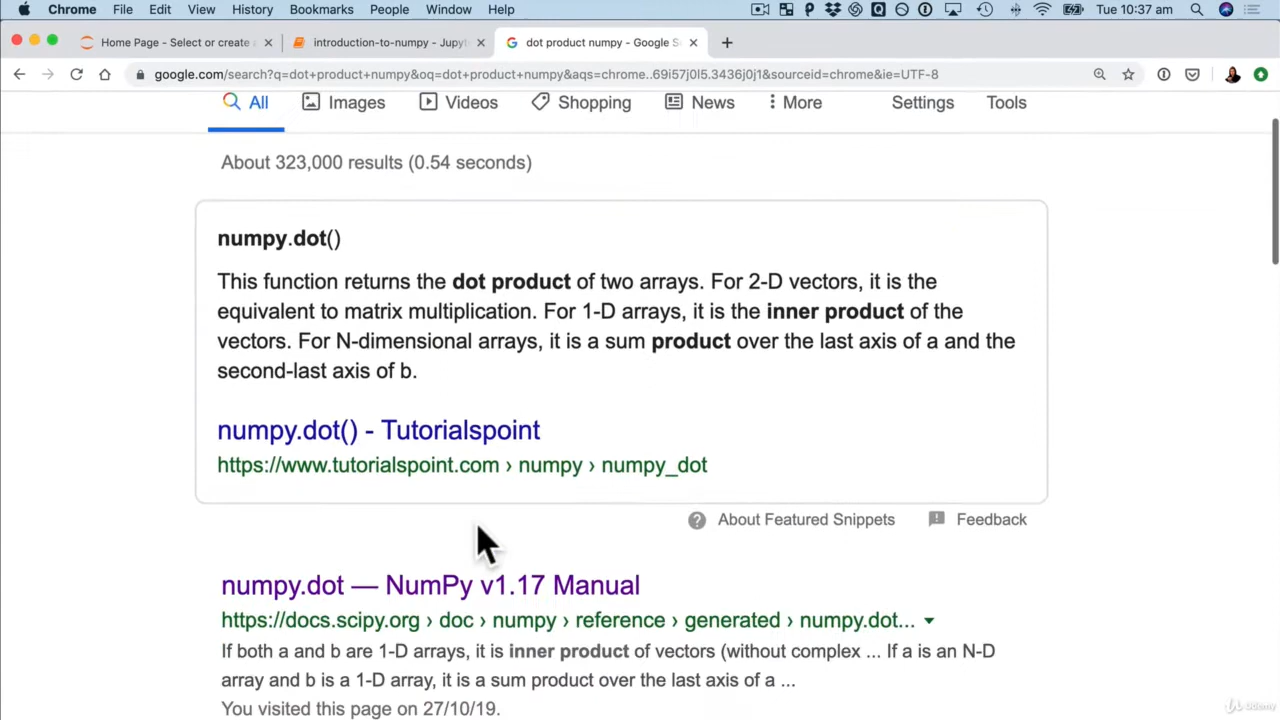 Chrome File Edit View History Bookmarks People Window Help Tue 10:37 am
Home Page - Select or create a introduction-to-numpy - Jupyt dot product numpy - Google S
google.com/search?q=dot+product+numpy&oq=dot+product+numpy&aqs=chrome..69i57j0l5.3436j0j1&sourceid=chrome&ie=UTF-8
All Images Videos Shopping News More Settings Tools
About 323,000 results (0.54 seconds)
numpy.dot()
This function returns the dot product of two arrays. For 2-D vectors, it is the
equivalent to matrix multiplication. For 1-D arrays, it is the inner product of the
vectors. For N-dimensional arrays, it is a sum product over the last axis of a and the
second-last axis of b.
numpy.dot() - Tutorialspoint
https://www.tutorialspoint.com › numpy › numpy_dot
About Featured Snippets Feedback
numpy.dot — NumPy v1.17 Manual
https://docs.scipy.org › doc › numpy › reference › generated › numpy.dot...
If both a and b are 1-D arrays, it is inner product of vectors (without complex ... If a is an N-D
array and b is a 1-D array, it is a sum product over the last axis of a ...
You visited this page on 27/10/19.
Udemy